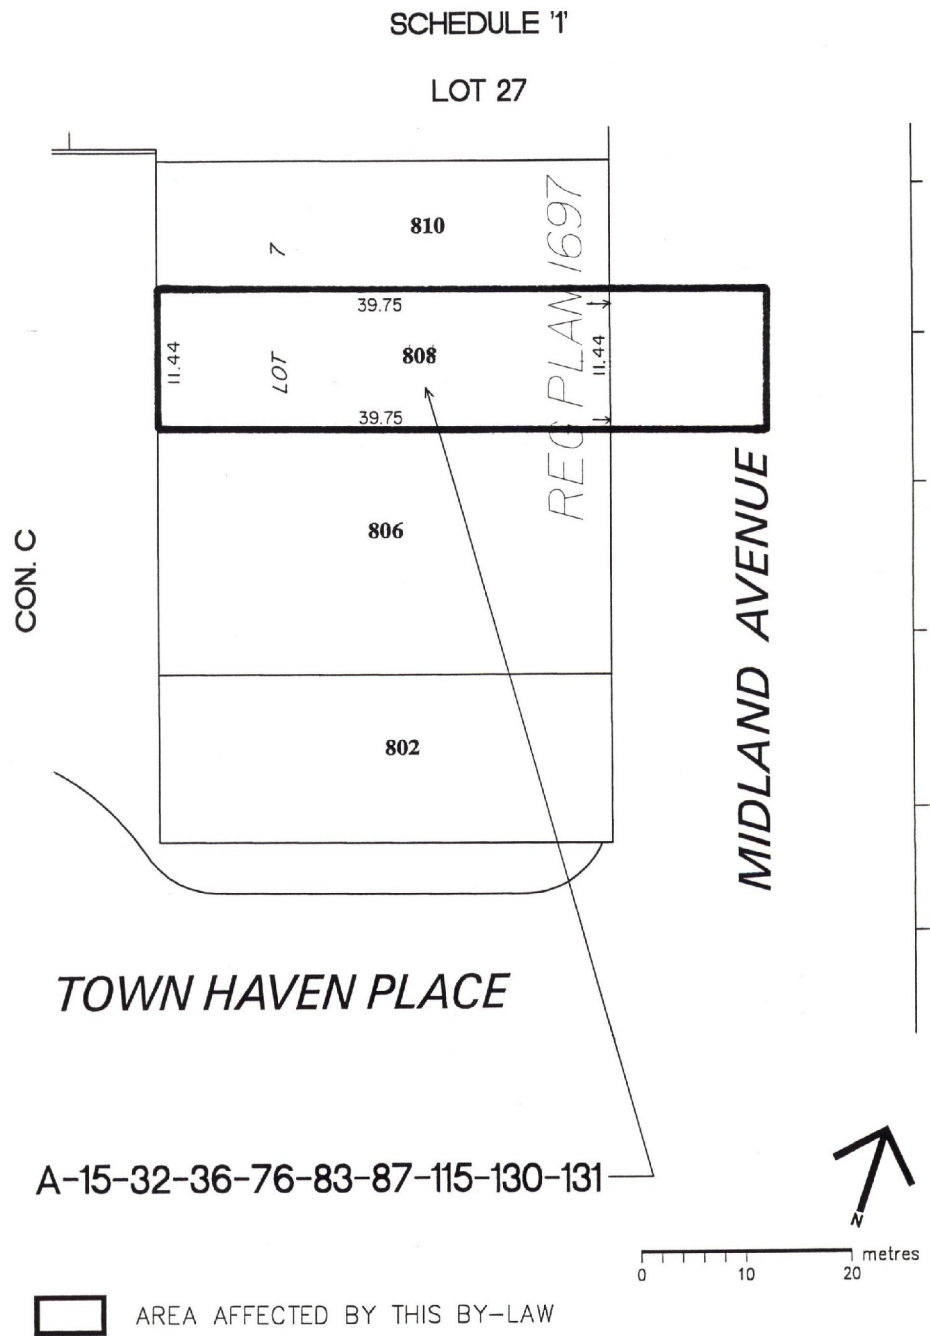 SCHEDULE '1'
LOT 27
810
7
REG PLAN 1697
39.75
11.44
LOT
808
11.44
39.75
CON. C
806
MIDLAND AVENUE
802
TOWN HAVEN PLACE
A-15-32-36-76-83-87-115-130-131
N
metres
0 10 20
AREA AFFECTED BY THIS BY-LAW